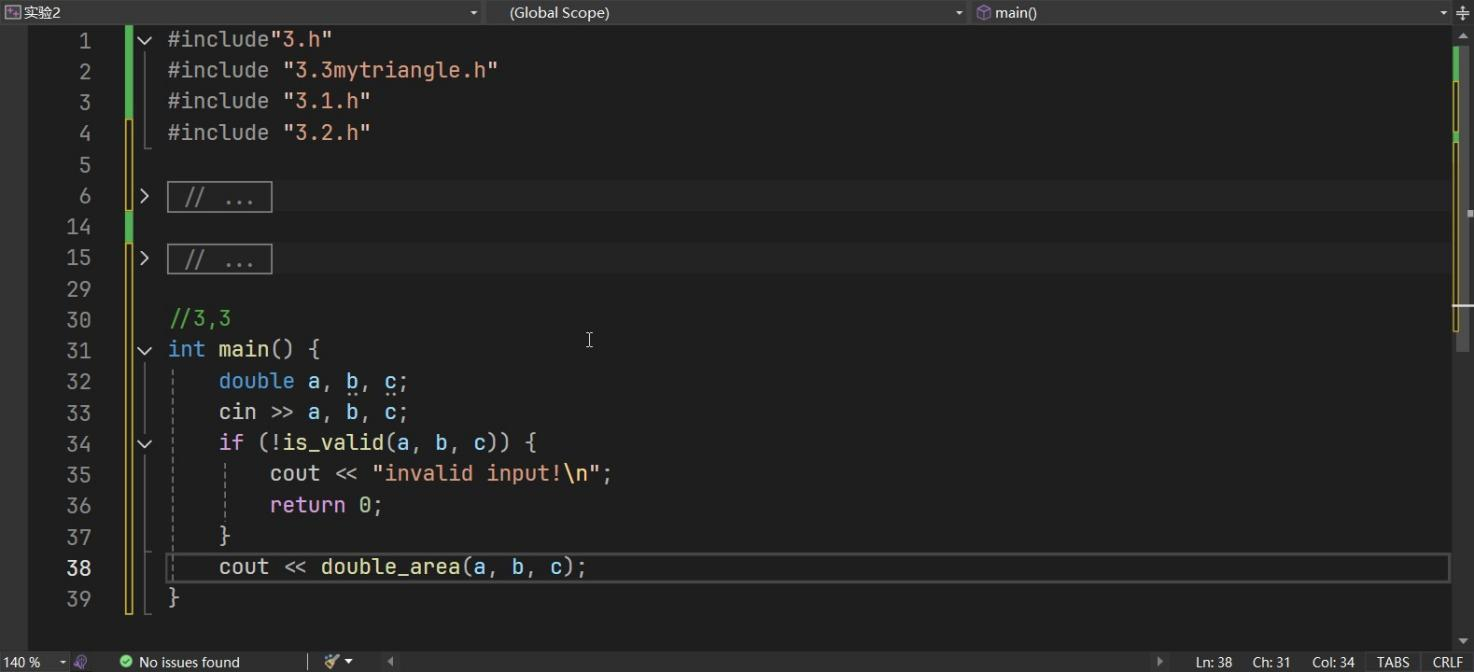 实验2 (Global Scope) main()
1 #include"3.h"
2 #include "3.3mytriangle.h"
3 #include "3.1.h"
4 #include "3.2.h"
5
6 // ...
14
15 // ...
29
30 //3,3
31 int main() {
32 double a, b, c;
33 cin >> a, b, c;
34 if (!is_valid(a, b, c)) {
35 cout << "invalid input!\n";
36 return 0;
37 }
38 cout << double_area(a, b, c);
39 }
140 % No issues found Ln: 38 Ch: 31 Col: 34 TABS CRLF